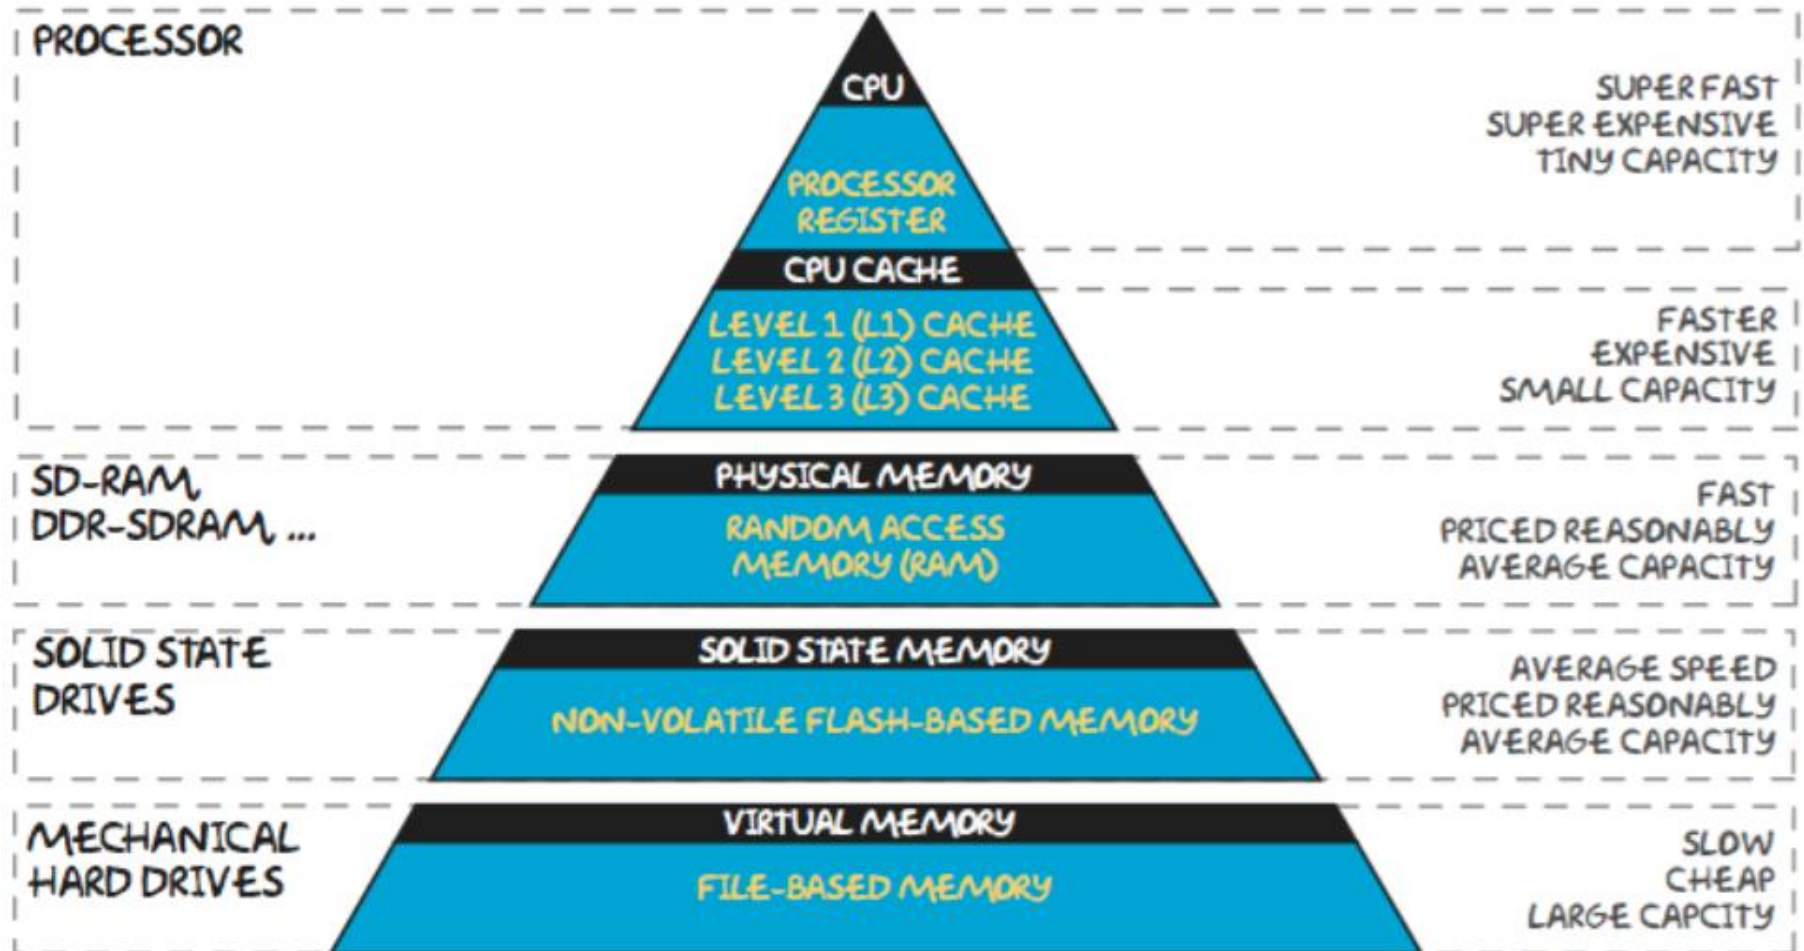 PROCESSOR
CPU
PROCESSOR
REGISTER
SUPER FAST
SUPER EXPENSIVE
TINY CAPACITY
CPU CACHE
LEVEL 1 (L1) CACHE
LEVEL 2 (L2) CACHE
LEVEL 3 (L3) CACHE
FASTER
EXPENSIVE
SMALL CAPACITY
SD-RAM,
DDR-SDRAM, ...
PHYSICAL MEMORY
RANDOM ACCESS
MEMORY (RAM)
FAST
PRICED REASONABLY
AVERAGE CAPACITY
SOLID STATE
DRIVES
SOLID STATE MEMORY
NON-VOLATILE FLASH-BASED MEMORY
AVERAGE SPEED
PRICED REASONABLY
AVERAGE CAPACITY
MECHANICAL
HARD DRIVES
VIRTUAL MEMORY
FILE-BASED MEMORY
SLOW
CHEAP
LARGE CAPCITY